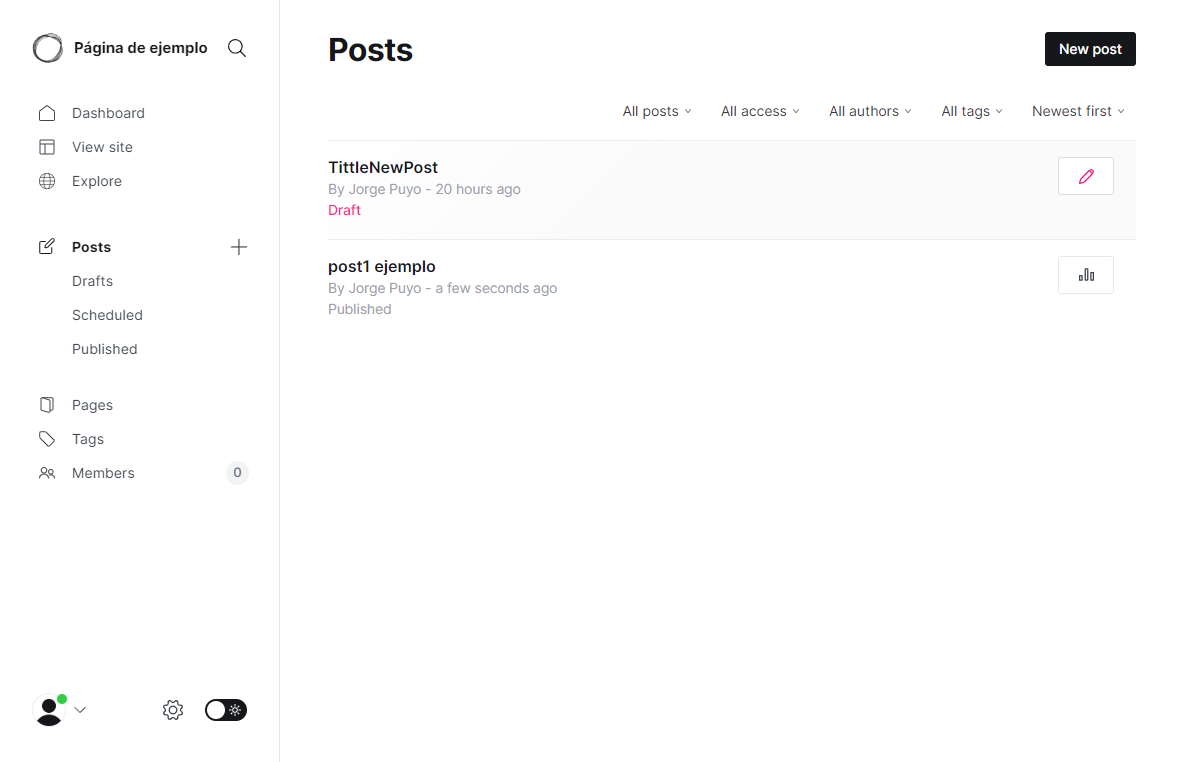 Página de ejemplo
Dashboard
View site
Explore
Posts
Drafts
Scheduled
Published
Pages
Tags
Members 0
Posts
New post
All posts All access All authors All tags Newest first
TittleNewPost
By Jorge Puyo - 20 hours ago
Draft
post1 ejemplo
By Jorge Puyo - a few seconds ago
Published